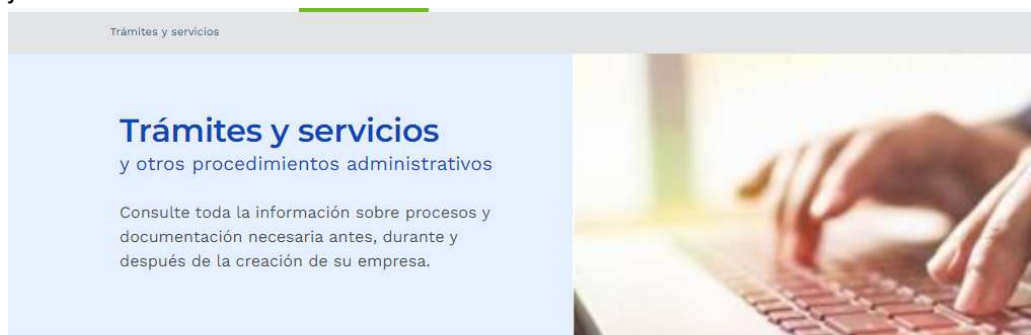 Trámites y servicios
Trámites y servicios
y otros procedimientos administrativos
Consulte toda la información sobre procesos y
documentación necesaria antes, durante y
después de la creación de su empresa.